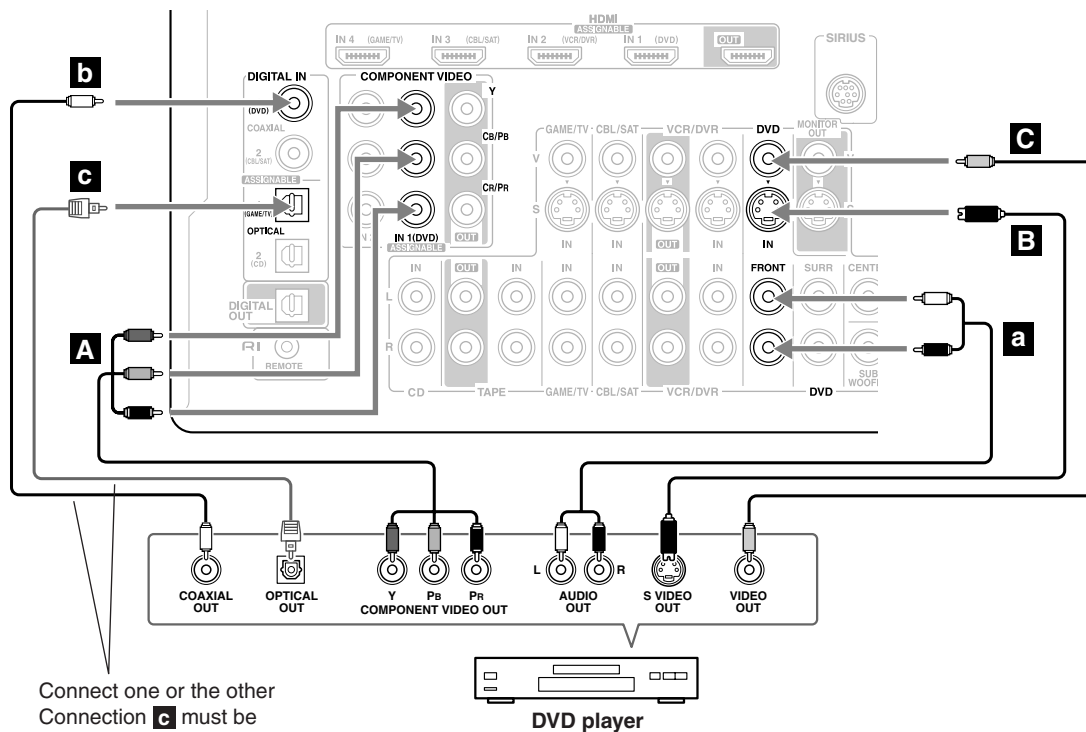 HDMI
ASSIGNABLE
IN 4 (GAME/TV)
IN 3 (CBL/SAT)
IN 2 (VCR/DVR)
IN 1 (DVD)
OUT
SIRIUS
b
DIGITAL IN
(DVD)
COAXIAL
2
(CBL/SAT)
ASSIGNABLE
(GAME/TV)
OPTICAL
2
(CD)
DIGITAL
OUT
RI
REMOTE
c
COMPONENT VIDEO
Y
CB/PB
CR/PR
IN 1(DVD)
OUT
ASSIGNABLE
GAME/TV
CBL/SAT
VCR/DVR
DVD
MONITOR
OUT
V
S
IN
IN
OUT
IN
IN
C
B
IN
OUT
IN
IN
IN
OUT
IN
FRONT
SURR
L
R
SUB
CD
TAPE
GAME/TV
CBL/SAT
VCR/DVR
DVD
a
A
COAXIAL
OUT
OPTICAL
OUT
Y
PB
PR
COMPONENT VIDEO OUT
L
R
AUDIO
OUT
S VIDEO
OUT
VIDEO
OUT
Connect one or the other
Connection c must be
DVD player